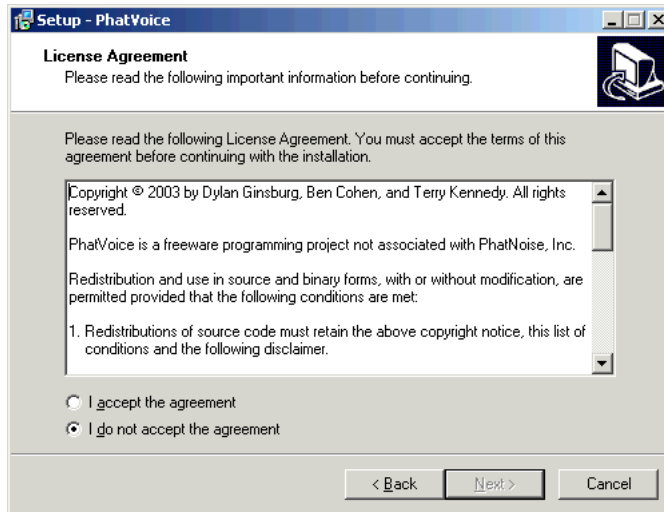 Setup - PhatVoice
License Agreement
Please read the following important information before continuing.
Please read the following License Agreement. You must accept the terms of this
agreement before continuing with the installation.
Copyright © 2003 by Dylan Ginsburg, Ben Cohen, and Terry Kennedy. All rights
reserved.
PhatVoice is a freeware programming project not associated with PhatNoise, Inc.
Redistribution and use in source and binary forms, with or without modification, are
permitted provided that the following conditions are met:
1. Redistributions of source code must retain the above copyright notice, this list of
conditions and the following disclaimer.
I accept the agreement
I do not accept the agreement
< Back Next > Cancel